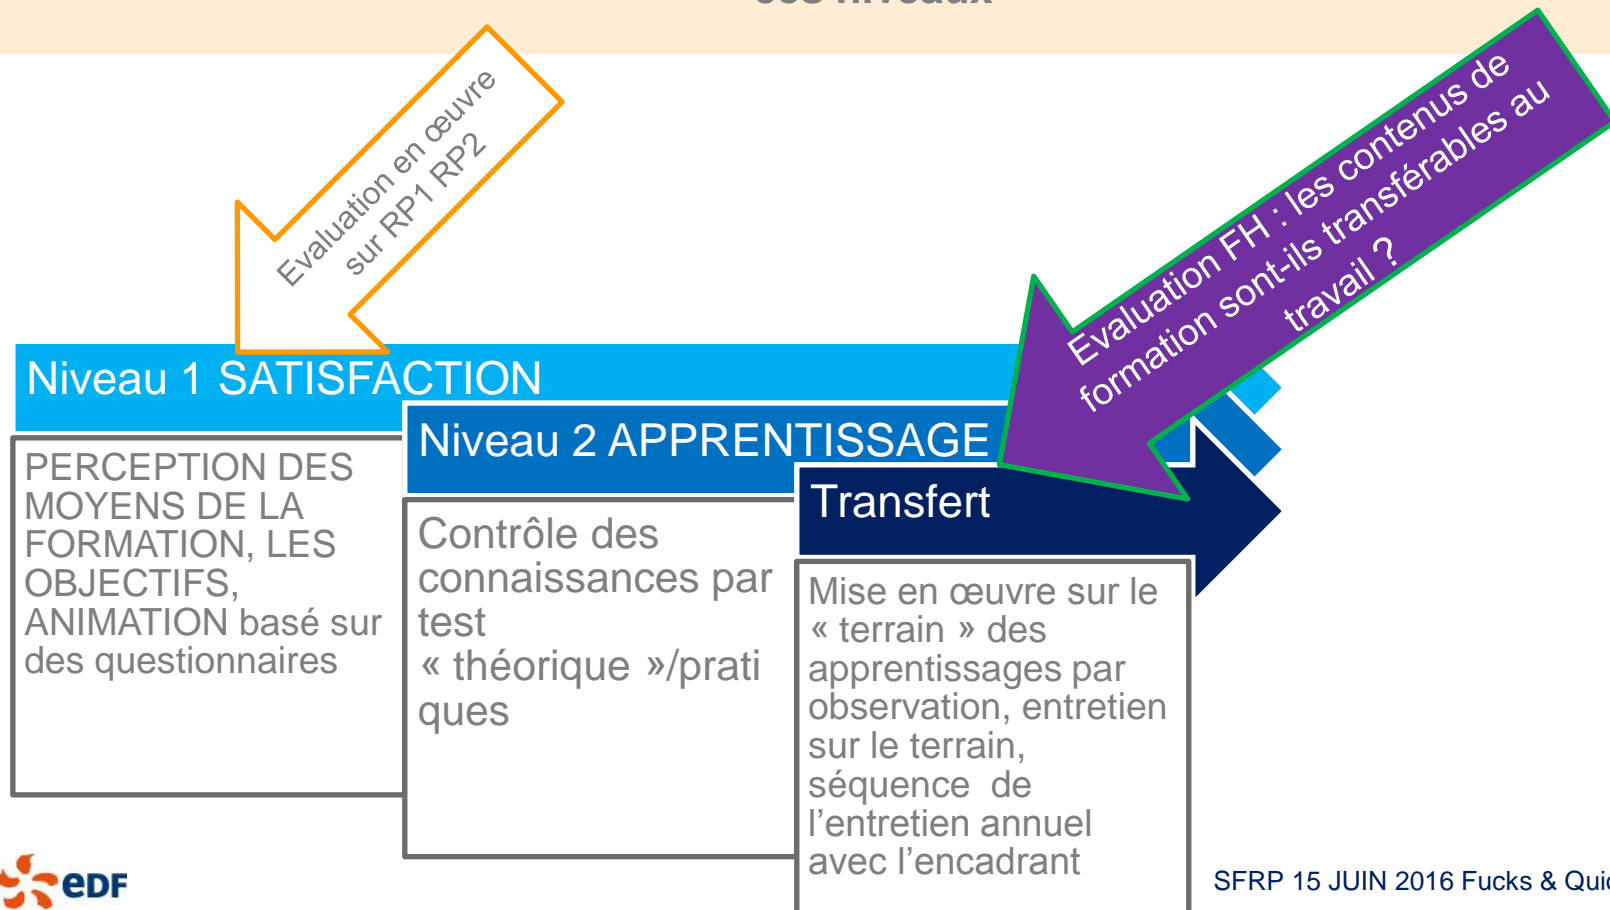 ces niveaux
Evaluation en œuvre
sur RP1 RP2
Evaluation FH : les contenus de
formation sont-ils transférables au
travail ?
Niveau 1 SATISFACTION
PERCEPTION DES
MOYENS DE LA
FORMATION, LES
OBJECTIFS,
ANIMATION basé sur
des questionnaires
Niveau 2 APPRENTISSAGE
Contrôle des
connaissances par
test
« théorique »/prati
ques
Transfert
Mise en œuvre sur le
« terrain » des
apprentissages par
observation, entretien
sur le terrain,
séquence de
l’entretien annuel
avec l’encadrant
edf
SFRP 15 JUIN 2016 Fucks &